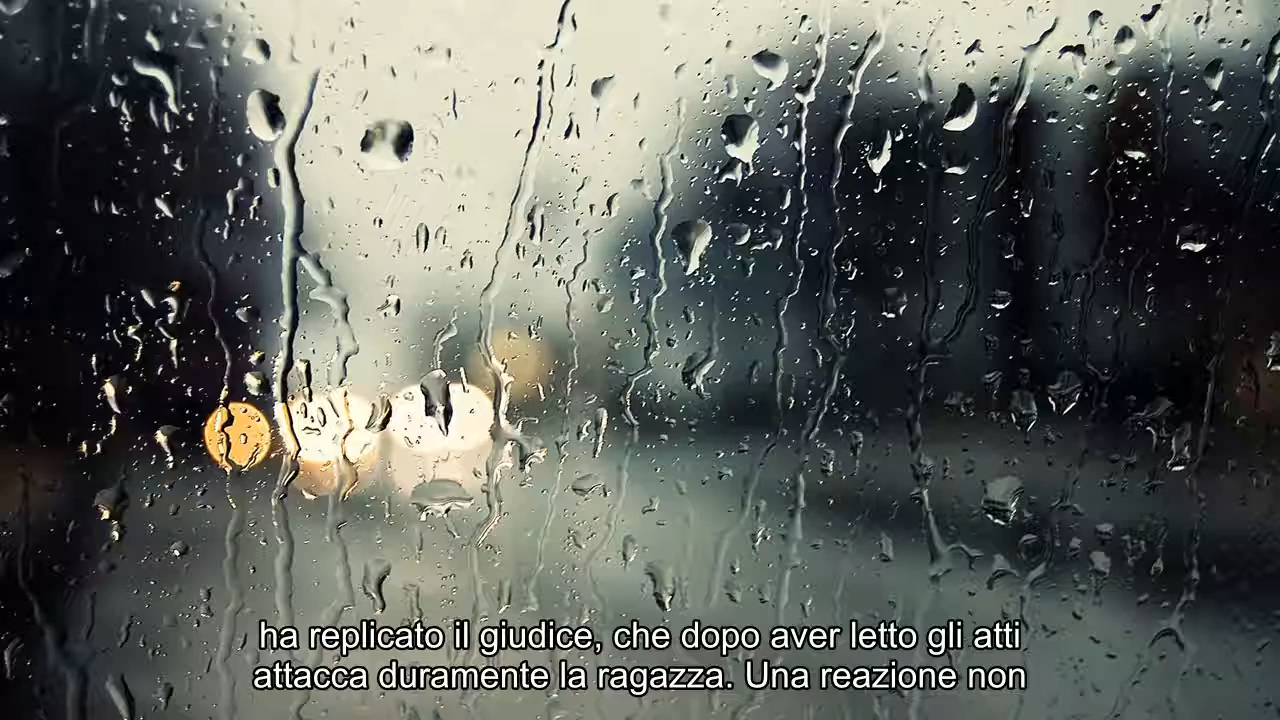 ha replicato il giudice, che dopo aver letto gli atti
attacca duramente la ragazza. Una reazione non